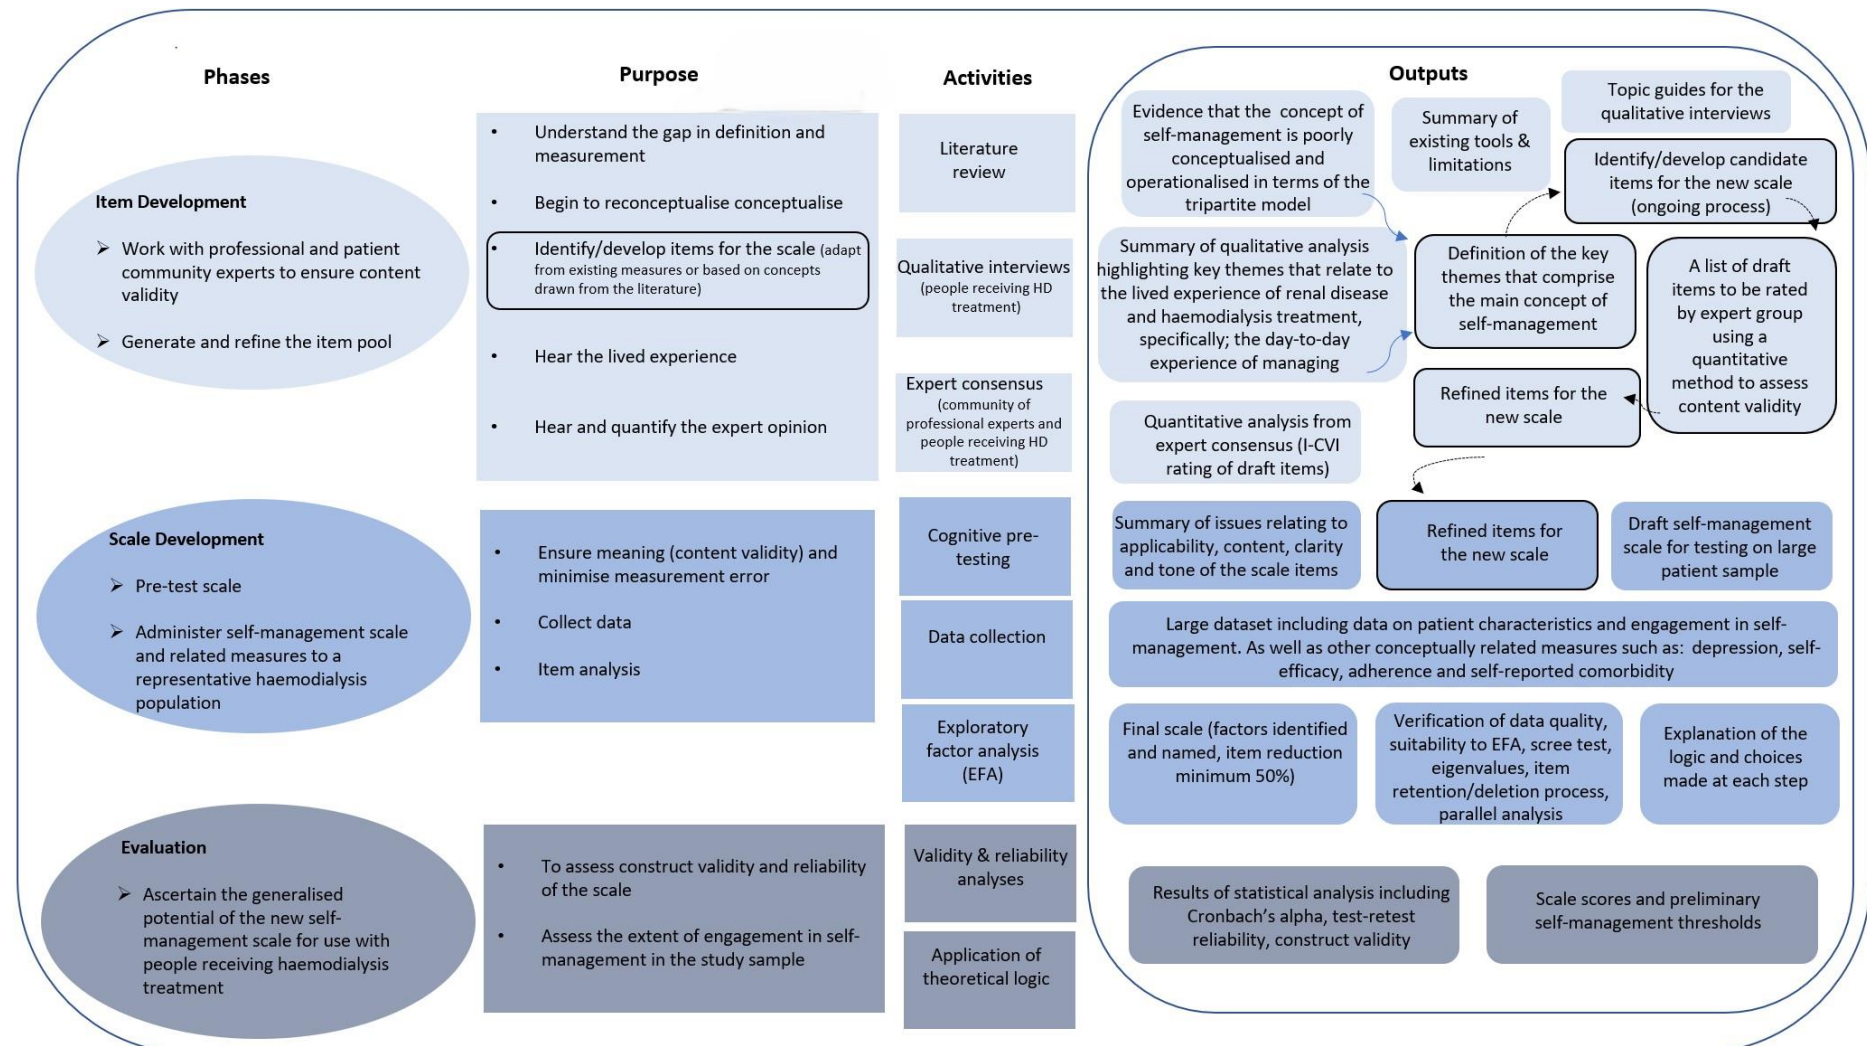 Phases
Purpose
Activities
Outputs
Item Development
➢ Work with professional and patient
community experts to ensure content
validity
➢ Generate and refine the item pool
• Understand the gap in definition and
measurement
• Begin to reconceptualise conceptualise
• Identify/develop items for the scale (adapt
from existing measures or based on concepts
drawn from the literature)
• Hear the lived experience
• Hear and quantify the expert opinion
Literature
review
Qualitative interviews
(people receiving HD
treatment)
Expert consensus
(community of
professional experts and
people receiving HD
treatment)
Evidence that the concept of
self-management is poorly
conceptualised and
operationalised in terms of the
tripartite model
Summary of
existing tools &
limitations
Topic guides for the
qualitative interviews
Identify/develop candidate
items for the new scale
(ongoing process)
Summary of qualitative analysis
highlighting key themes that relate to
the lived experience of renal disease
and haemodialysis treatment,
specifically; the day-to-day
experience of managing
Definition of the key
themes that comprise
the main concept of
self-management
A list of draft
items to be rated
by expert group
using a
quantitative
method to assess
content validity
Refined items for the
new scale
Quantitative analysis from
expert consensus (I-CVI
rating of draft items)
Scale Development
➢ Pre-test scale
➢ Administer self-management scale
and related measures to a
representative haemodialysis
population
• Ensure meaning (content validity) and
minimise measurement error
• Collect data
• Item analysis
Cognitive pre-
testing
Data collection
Exploratory
factor analysis
(EFA)
Summary of issues relating to
applicability, content, clarity
and tone of the scale items
Refined items for
the new scale
Draft self-management
scale for testing on large
patient sample
Large dataset including data on patient characteristics and engagement in self-
management. As well as other conceptually related measures such as: depression, self-
efficacy, adherence and self-reported comorbidity
Final scale (factors identified
and named, item reduction
minimum 50%)
Verification of data quality,
suitability to EFA, scree test,
eigenvalues, item
retention/deletion process,
parallel analysis
Explanation of the
logic and choices
made at each step
Evaluation
➢ Ascertain the generalised
potential of the new self-
management scale for use with
people receiving haemodialysis
treatment
• To assess construct validity and reliability
of the scale
• Assess the extent of engagement in self-
management in the study sample
Validity & reliability
analyses
Application of
theoretical logic
Results of statistical analysis including
Cronbach’s alpha, test-retest
reliability, construct validity
Scale scores and preliminary
self-management thresholds